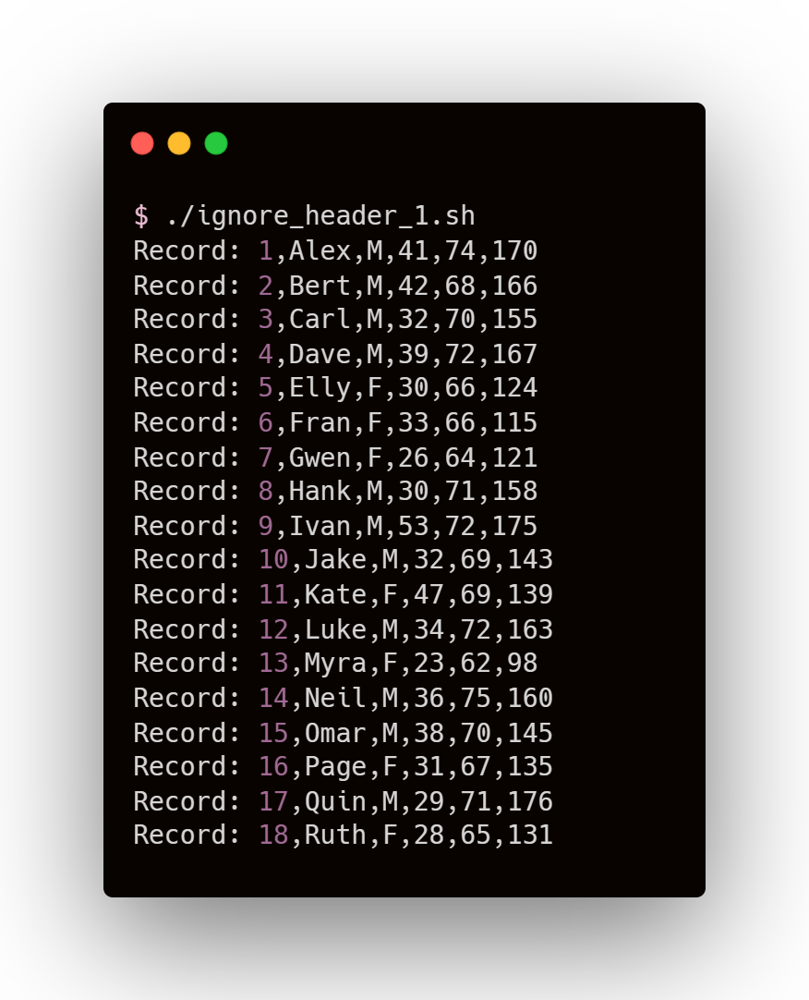 $ ./ignore_header_1.sh
Record: 1,Alex,M,41,74,170
Record: 2,Bert,M,42,68,166
Record: 3,Carl,M,32,70,155
Record: 4,Dave,M,39,72,167
Record: 5,Elly,F,30,66,124
Record: 6,Fran,F,33,66,115
Record: 7,Gwen,F,26,64,121
Record: 8,Hank,M,30,71,158
Record: 9,Ivan,M,53,72,175
Record: 10,Jake,M,32,69,143
Record: 11,Kate,F,47,69,139
Record: 12,Luke,M,34,72,163
Record: 13,Myra,F,23,62,98
Record: 14,Neil,M,36,75,160
Record: 15,Omar,M,38,70,145
Record: 16,Page,F,31,67,135
Record: 17,Quin,M,29,71,176
Record: 18,Ruth,F,28,65,131